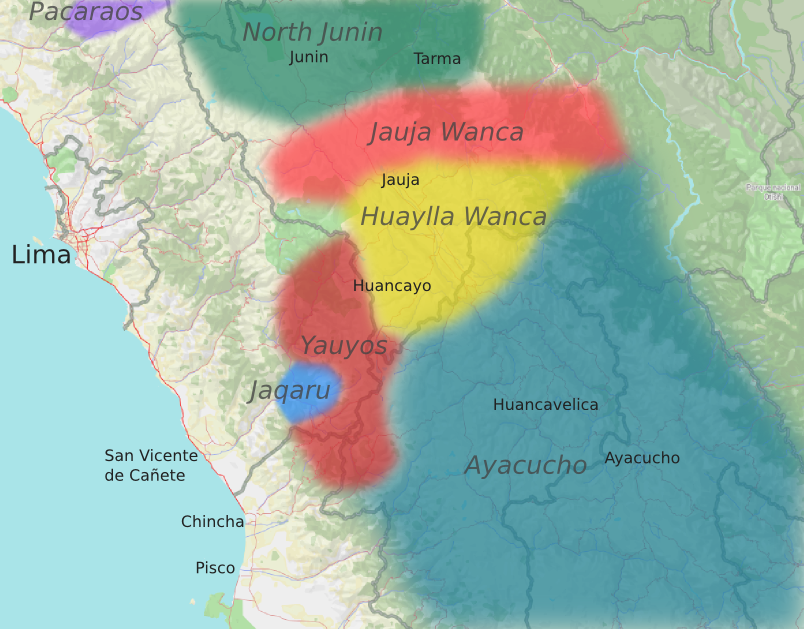 Pacaraos
North Junin
Junin
Tarma
Jauja Wanca
Jauja
Huaylla Wanca
Lima
Huancayo
Yauyos
Jaqaru
Huancavelica
San Vicente
de Cañete
Ayacucho
Ayacucho
Chincha
Pisco